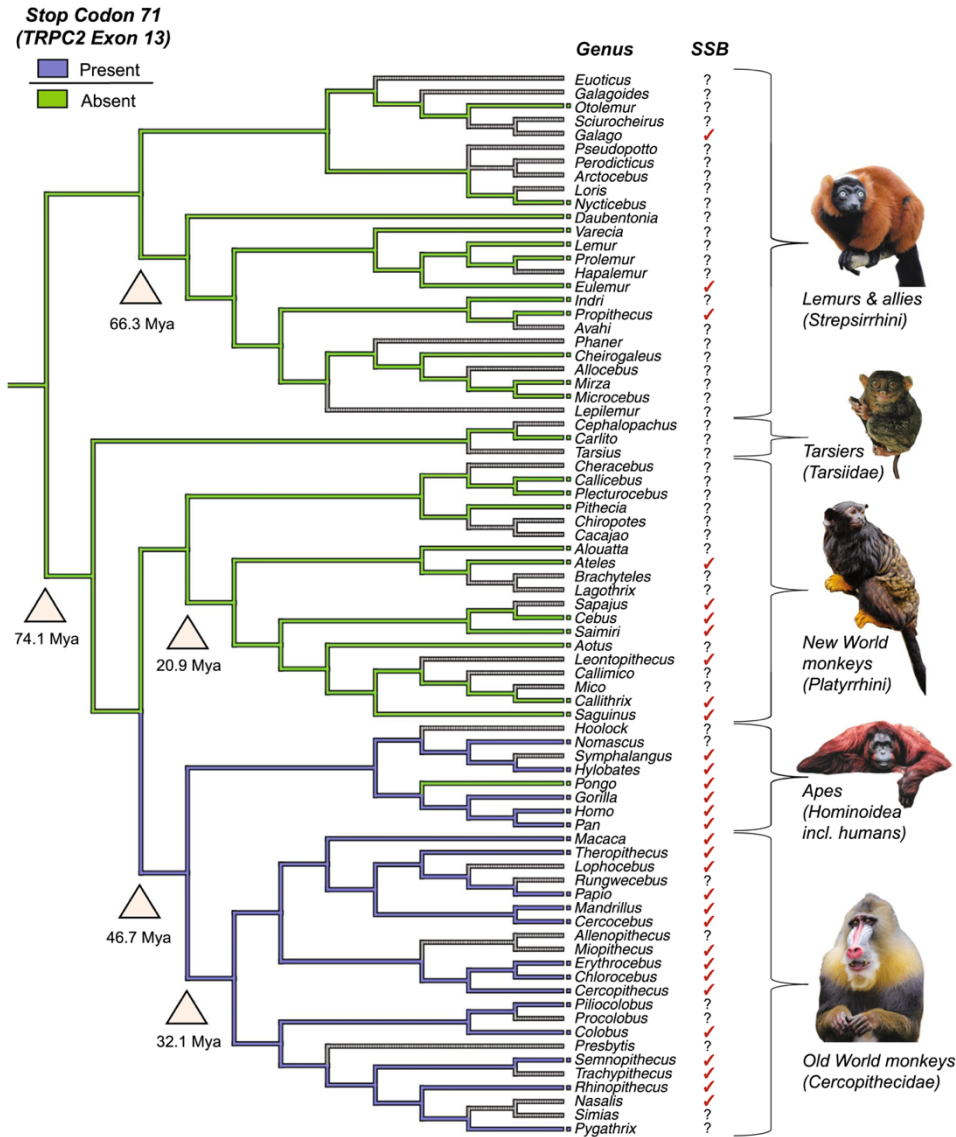 Stop Codon 71
(TRPC2 Exon 13)
Present
Absent
Genus SSB
Euoticus ?
Galagoides ?
Otolemur ?
Sciurocheirus ?
Galago ✓
Pseudopotto ?
Perodicticus ?
Arctocebus ?
Loris ?
Nycticebus ?
Daubentonia ?
Varecia ?
Lemur ?
Prolemur ?
Hapalemur ?
Eulemur ✓
Indri ?
Propithecus ✓
Avahi ?
Phaner ?
Cheirogaleus ?
Allocebus ?
Mirza ?
Microcebus ?
Lepilemur ?
Cephalopachus ?
Carlito ?
Tarsius ?
Cheracebus ?
Callicebus ?
Plecturocebus ?
Pithecia ?
Chiropotes ?
Cacajao ?
Alouatta ?
Ateles ✓
Brachyteles ?
Lagothrix ?
Sapajus ✓
Cebus ✓
Saimiri ✓
Aotus ?
Leontopithecus ✓
Callimico ?
Mico ?
Callithrix ✓
Saguinus ✓
Hoolock ?
Nomascus ?
Symphalangus ✓
Hylobates ✓
Pongo ✓
Gorilla ✓
Homo ✓
Pan ✓
Macaca ✓
Theropithecus ✓
Lophocebus ✓
Rungwecebus ?
Papio ✓
Mandrillus ✓
Cercocebus ✓
Allenopithecus ?
Miopithecus ✓
Erythrocebus ✓
Chlorocebus ✓
Cercopithecus ✓
Piliocolobus ?
Procolobus ?
Colobus ✓
Presbytis ?
Semnopithecus ✓
Trachypithecus ✓
Rhinopithecus ✓
Nasalis ✓
Simias ?
Pygathrix ?
66.3 Mya
74.1 Mya
20.9 Mya
46.7 Mya
32.1 Mya
Lemurs & allies
(Strepsirrhini)
Tarsiers
(Tarsiidae)
New World
monkeys
(Platyrrhini)
Apes
(Hominoidea
incl. humans)
Old World monkeys
(Cercopithecidae)